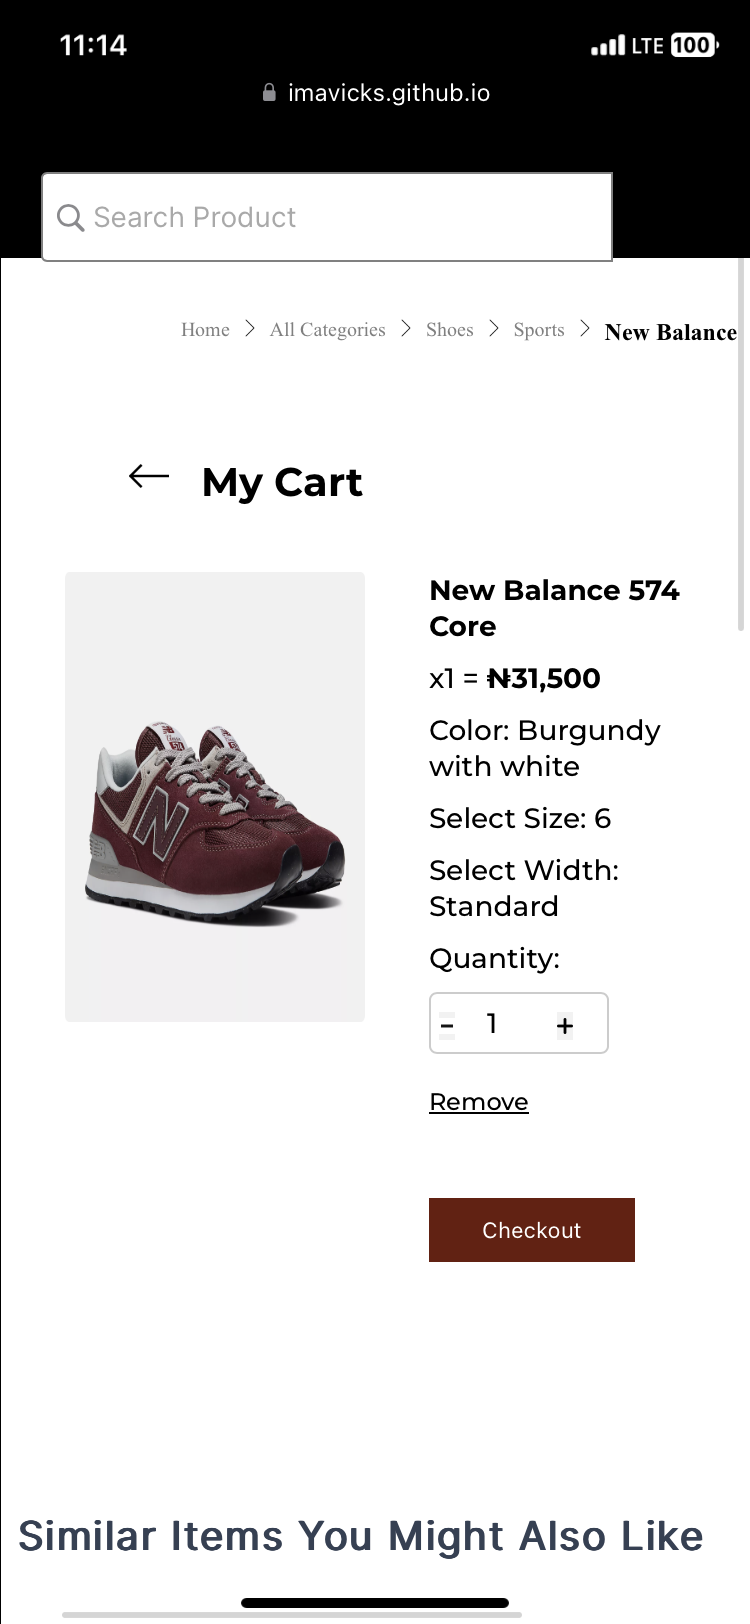 11:14
LTE 100
imavicks.github.io
Search Product
Home > All Categories > Shoes > Sports > New Balance
My Cart
New Balance 574
Core
x1 = ₦31,500
Color: Burgundy
with white
Select Size: 6
Select Width:
Standard
Quantity:
- 1 +
Remove
Checkout
Similar Items You Might Also Like
N
574